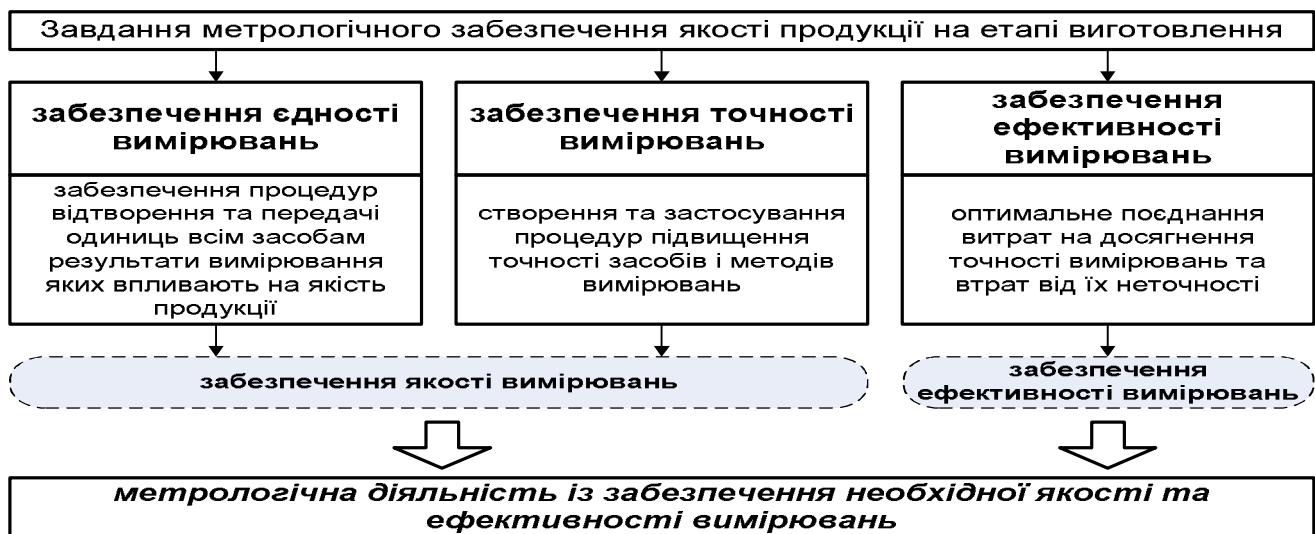 Завдання метрологічного забезпечення якості продукції на етапі виготовлення
забезпечення єдності
вимірювань
забезпечення процедур
відтворення та передачі
одиниць всім засобам
результати вимірювання
яких впливають на якість
продукції
забезпечення точності
вимірювань
створення та застосування
процедур підвищення
точності засобів і методів
вимірювань
забезпечення
ефективності
вимірювань
оптимальне поєднання
витрат на досягнення
точності вимірювань та
втрат від їх неточності
забезпечення якості вимірювань
забезпечення
ефективності вимірювань
метрологічна діяльність із забезпечення необхідної якості та
ефективності вимірювань